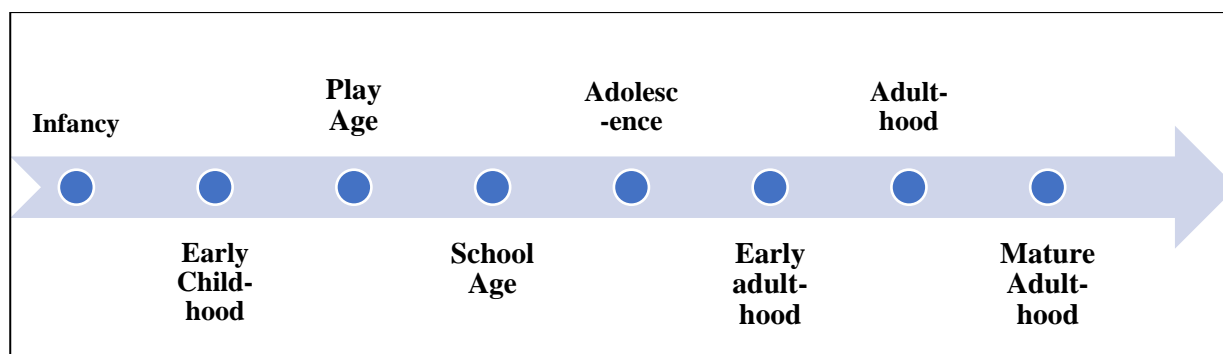 Infancy
Early
Child-
hood
Play
Age
School
Age
Adolesc
-ence
Early
adult-
hood
Adult-
hood
Mature
Adult-
hood